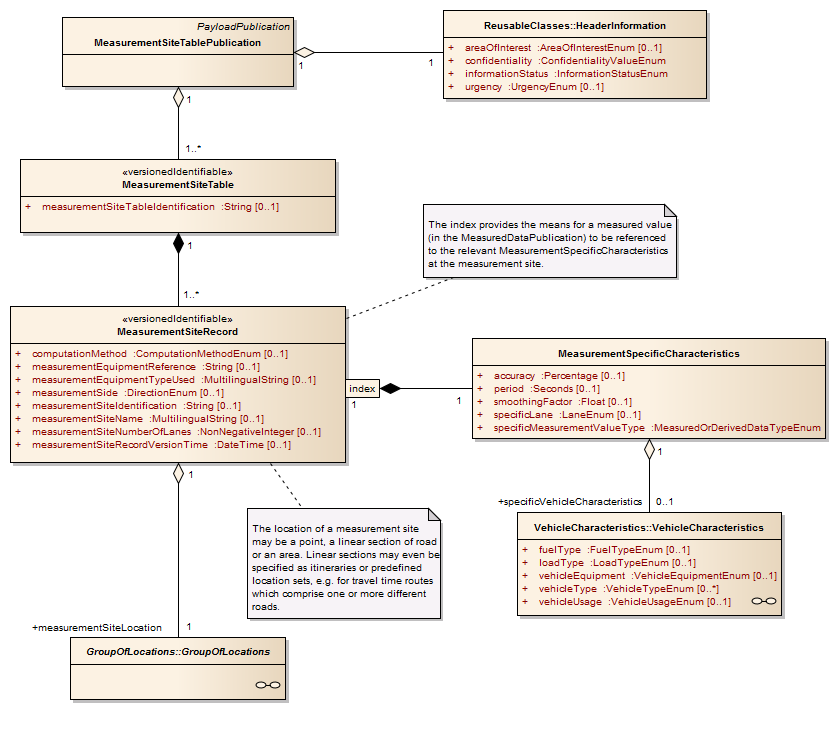 PayloadPublication
MeasurementSiteTablePublication
1
1
ReusableClasses::HeaderInformation
+ areaOfInterest :AreaOfInterestEnum [0..1]
+ confidentiality :ConfidentialityValueEnum
+ informationStatus :InformationStatusEnum
+ urgency :UrgencyEnum [0..1]
1
1..*
«versionedIdentifiable»
MeasurementSiteTable
+ measurementSiteTableIdentification :String [0..1]
1
1..*
The index provides the means for a measured value
(in the MeasuredDataPublication) to be referenced
to the relevant MeasurementSpecificCharacteristics
at the measurement site.
«versionedIdentifiable»
MeasurementSiteRecord
+ computationMethod :ComputationMethodEnum [0..1]
+ measurementEquipmentReference :String [0..1]
+ measurementEquipmentTypeUsed :MultilingualString [0..1]
+ measurementSide :DirectionEnum [0..1]
+ measurementSiteIdentification :String [0..1]
+ measurementSiteName :MultilingualString [0..1]
+ measurementSiteNumberOfLanes :NonNegativeInteger [0..1]
+ measurementSiteRecordVersionTime :DateTime [0..1]
index
1
1
MeasurementSpecificCharacteristics
+ accuracy :Percentage [0..1]
+ period :Seconds [0..1]
+ smoothingFactor :Float [0..1]
+ specificLane :LaneEnum [0..1]
+ specificMeasurementValueType :MeasuredOrDerivedDataTypeEnum
1
+specificVehicleCharacteristics 0..1
VehicleCharacteristics::VehicleCharacteristics
+ fuelType :FuelTypeEnum [0..1]
+ loadType :LoadTypeEnum [0..1]
+ vehicleEquipment :VehicleEquipmentEnum [0..1]
+ vehicleType :VehicleTypeEnum [0..*]
+ vehicleUsage :VehicleUsageEnum [0..1]
1
The location of a measurement site
may be a point, a linear section of road
or an area. Linear sections may even be
specified as itineraries or predefined
location sets, e.g. for travel time routes
which comprise one or more different
roads.
+measurementSiteLocation 1
GroupOfLocations::GroupOfLocations